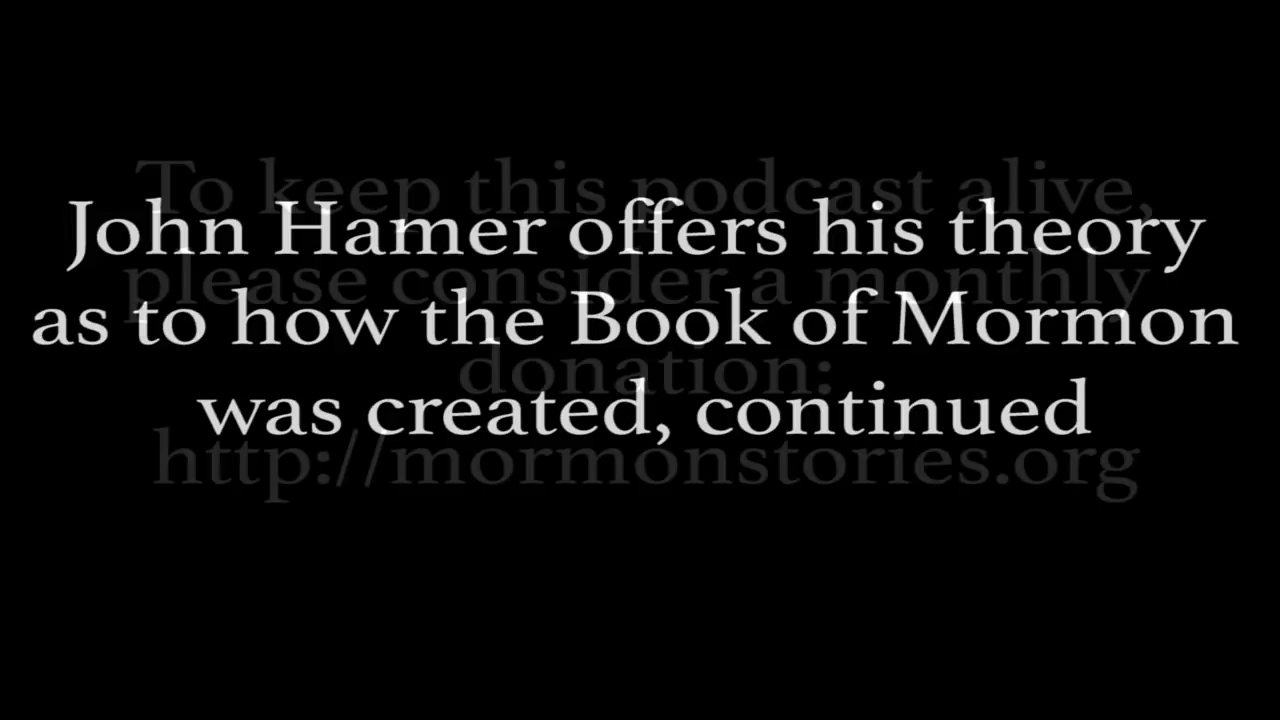 To keep this podcast alive,
John Hamer offers his theory
please consider a monthly
as to how the Book of Mormon
donation:
was created, continued
http://mormonstories.org